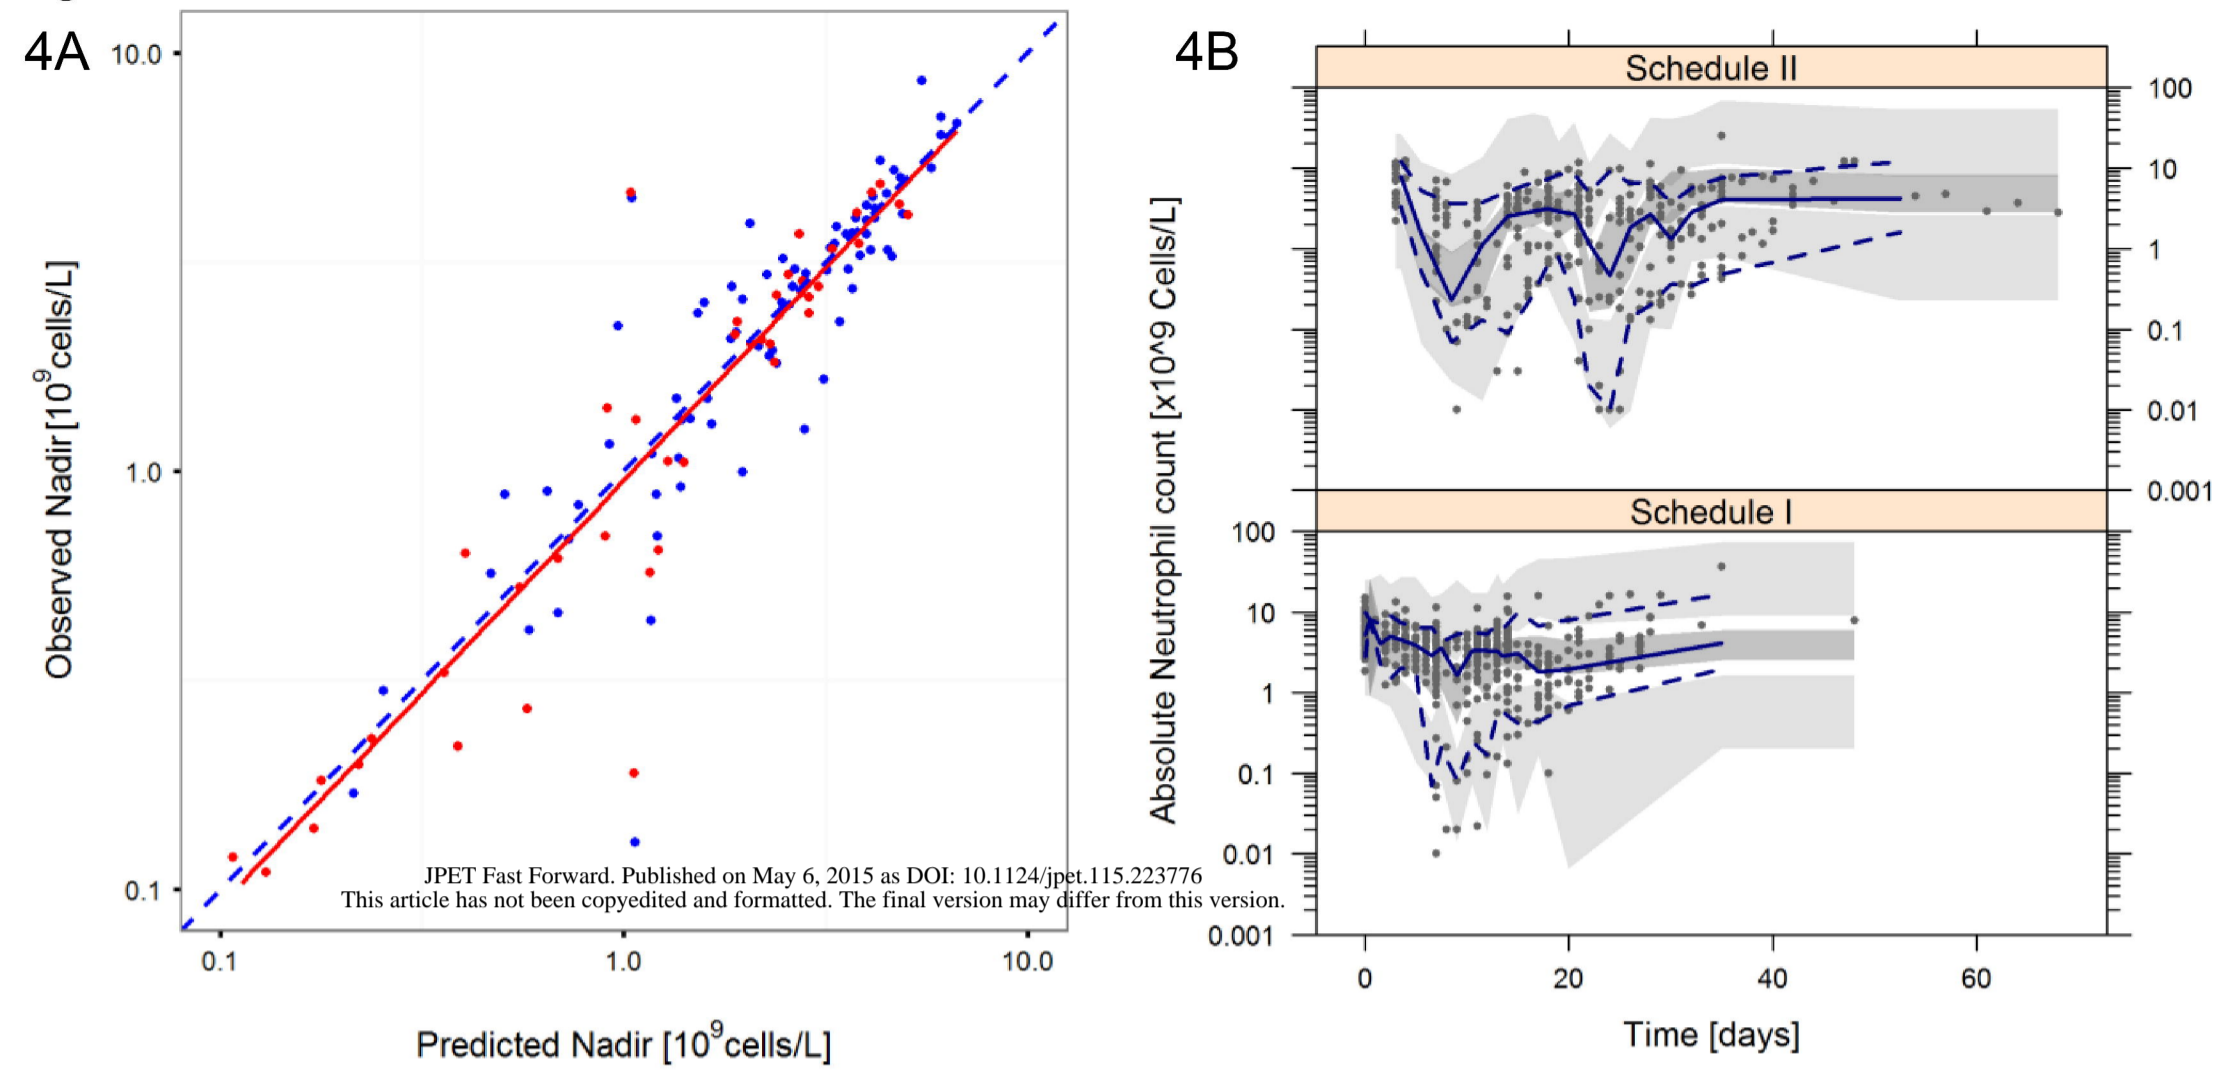 4A
10.0
1.0
0.1
Observed Nadir [10^9 cells/L]
0.1 1.0 10.0
Predicted Nadir [10^9 cells/L]
JPET Fast Forward. Published on May 6, 2015 as DOI: 10.1124/jpet.115.223776
This article has not been copyedited and formatted. The final version may differ from this version.
4B
Schedule II
100
10
1
0.1
0.01
0.001
Schedule I
100
10
1
0.1
0.01
0.001
Absolute Neutrophil count [x10^9 Cells/L]
0 20 40 60
Time [days]